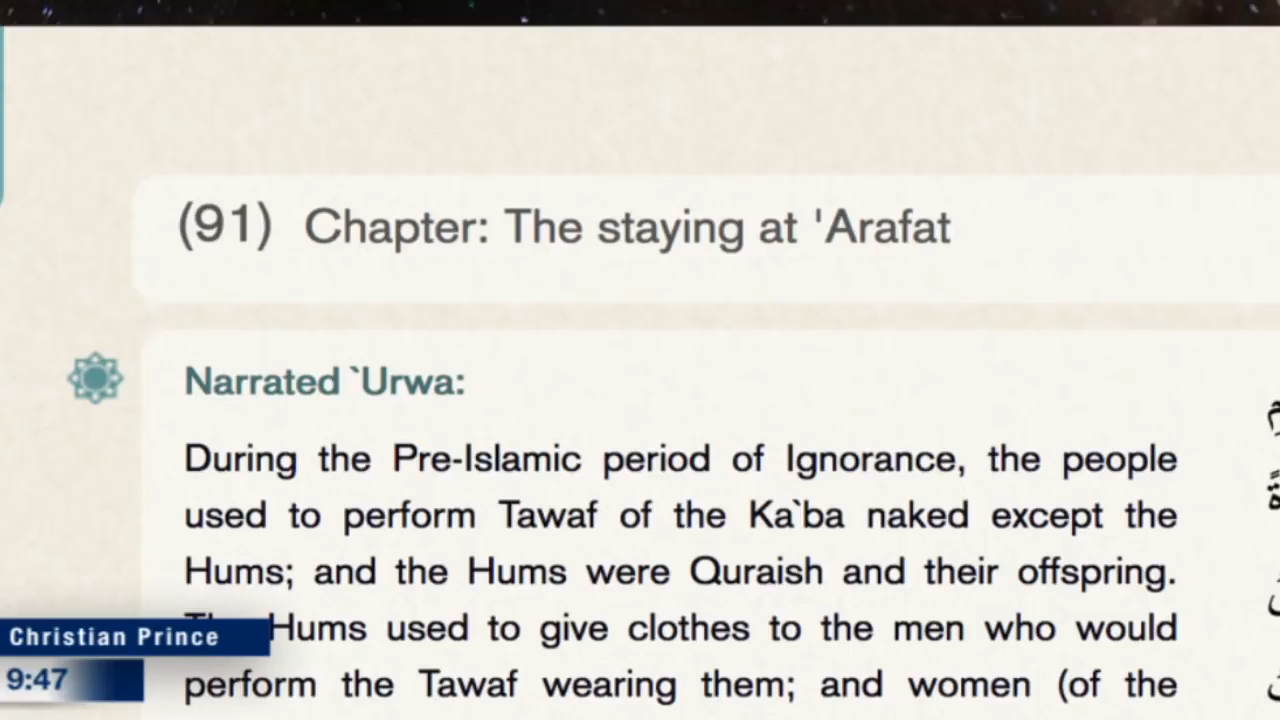 (91) Chapter: The staying at 'Arafat
Narrated `Urwa:
During the Pre-Islamic period of Ignorance, the people
used to perform Tawaf of the Ka`ba naked except the
Hums; and the Hums were Quraish and their offspring.
Hums used to give clothes to the men who would
perform the Tawaf wearing them; and women (of the
Christian Prince
9:47